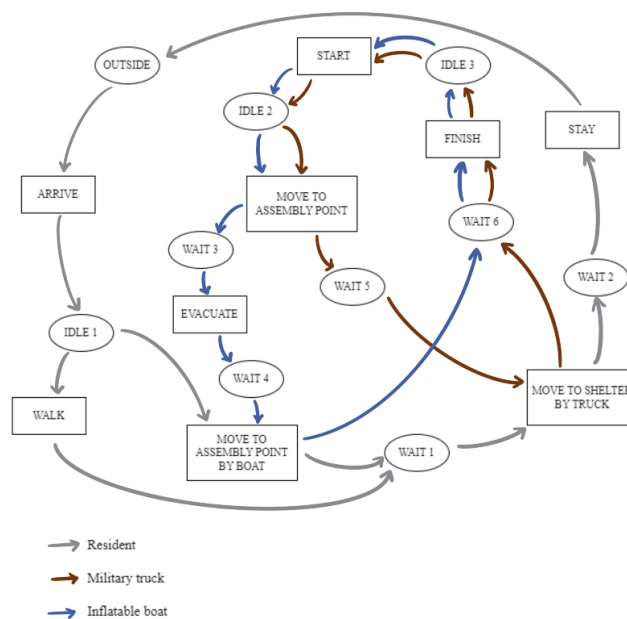 START
IDLE 3
OUTSIDE
IDLE 2
FINISH
STAY
ARRIVE
MOVE TO
ASSEMBLY POINT
WAIT 6
WAIT 3
WAIT 2
WAIT 5
EVACUATE
IDLE 1
WAIT 4
MOVE TO SHELTER
BY TRUCK
WALK
MOVE TO
ASSEMBLY POINT
BY BOAT
WAIT 1
Resident
Military truck
Inflatable boat